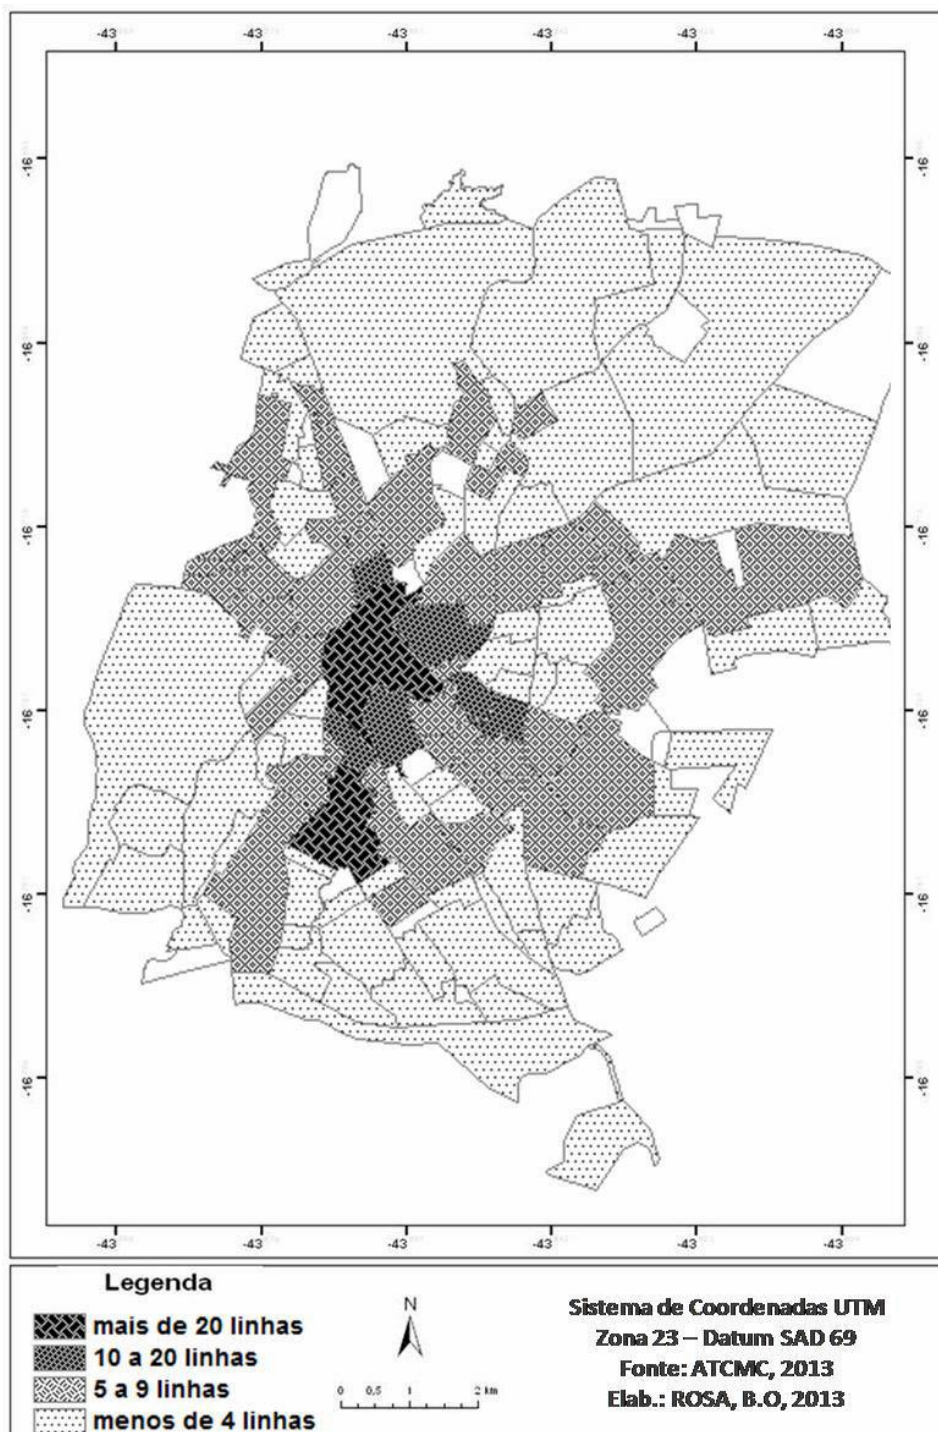 -43 -43 -43 -43 -43 -43
-16 -16
-16 -16
-16 -16
-16 -16
-16 -16
-16 -16
-43 -43 -43 -43 -43 -43
Legenda
mais de 20 linhas
10 a 20 linhas
5 a 9 linhas
menos de 4 linhas
N
0 0,5 1 2 km
Sistema de Coordenadas UTM
Zona 23 – Datum SAD 69
Fonte: ATCMC, 2013
Elab.: ROSA, B.O, 2013